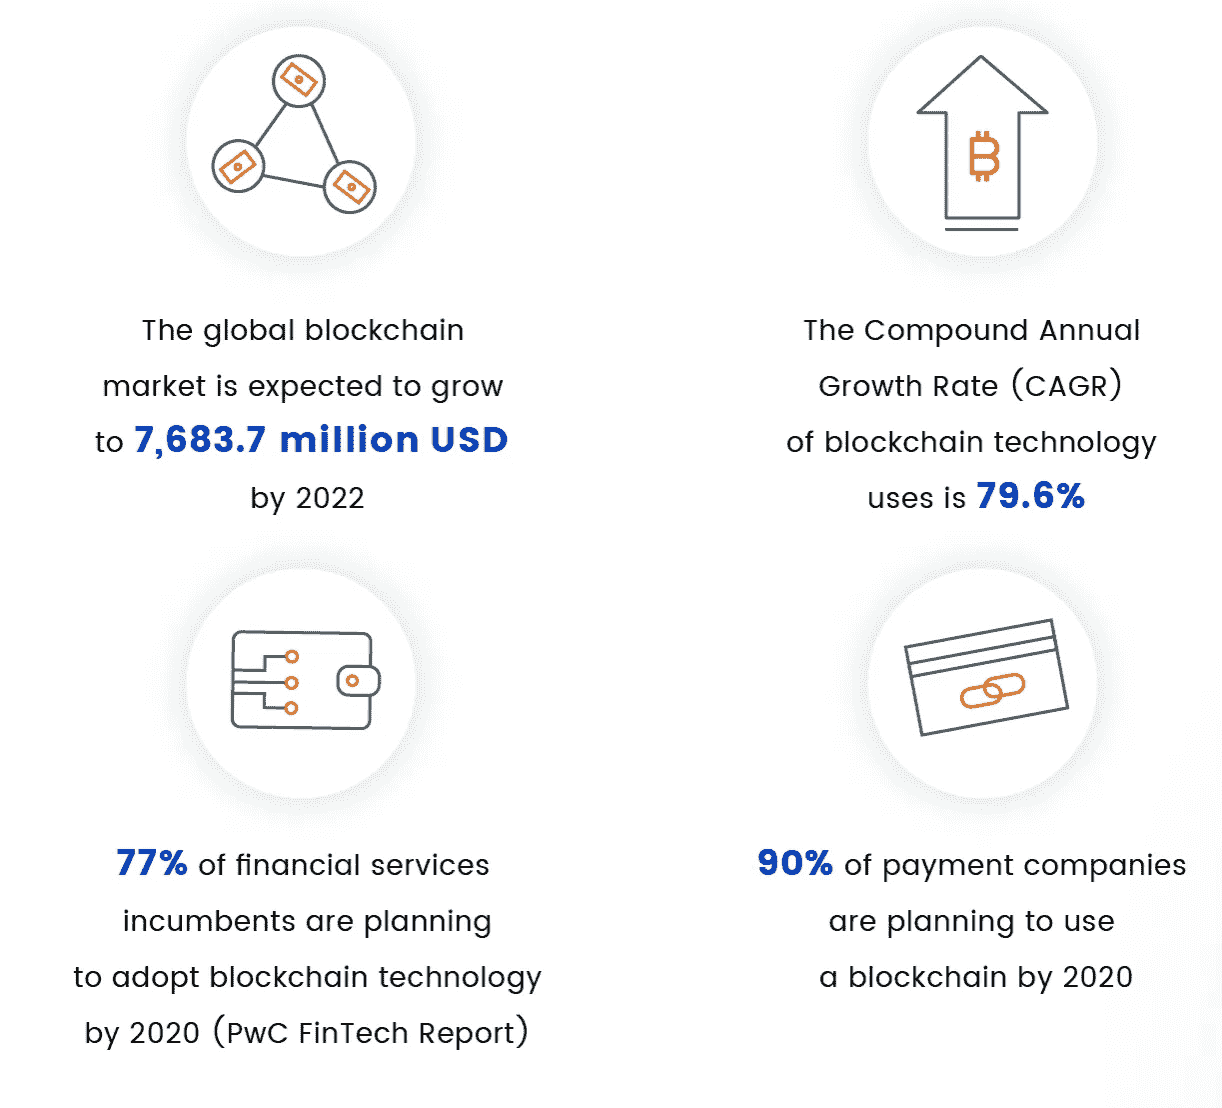 The global blockchain
market is expected to grow
to 7,683.7 million USD
by 2022
The Compound Annual
Growth Rate (CAGR)
of blockchain technology
uses is 79.6%
77% of financial services
incumbents are planning
to adopt blockchain technology
by 2020 (PwC FinTech Report)
90% of payment companies
are planning to use
a blockchain by 2020